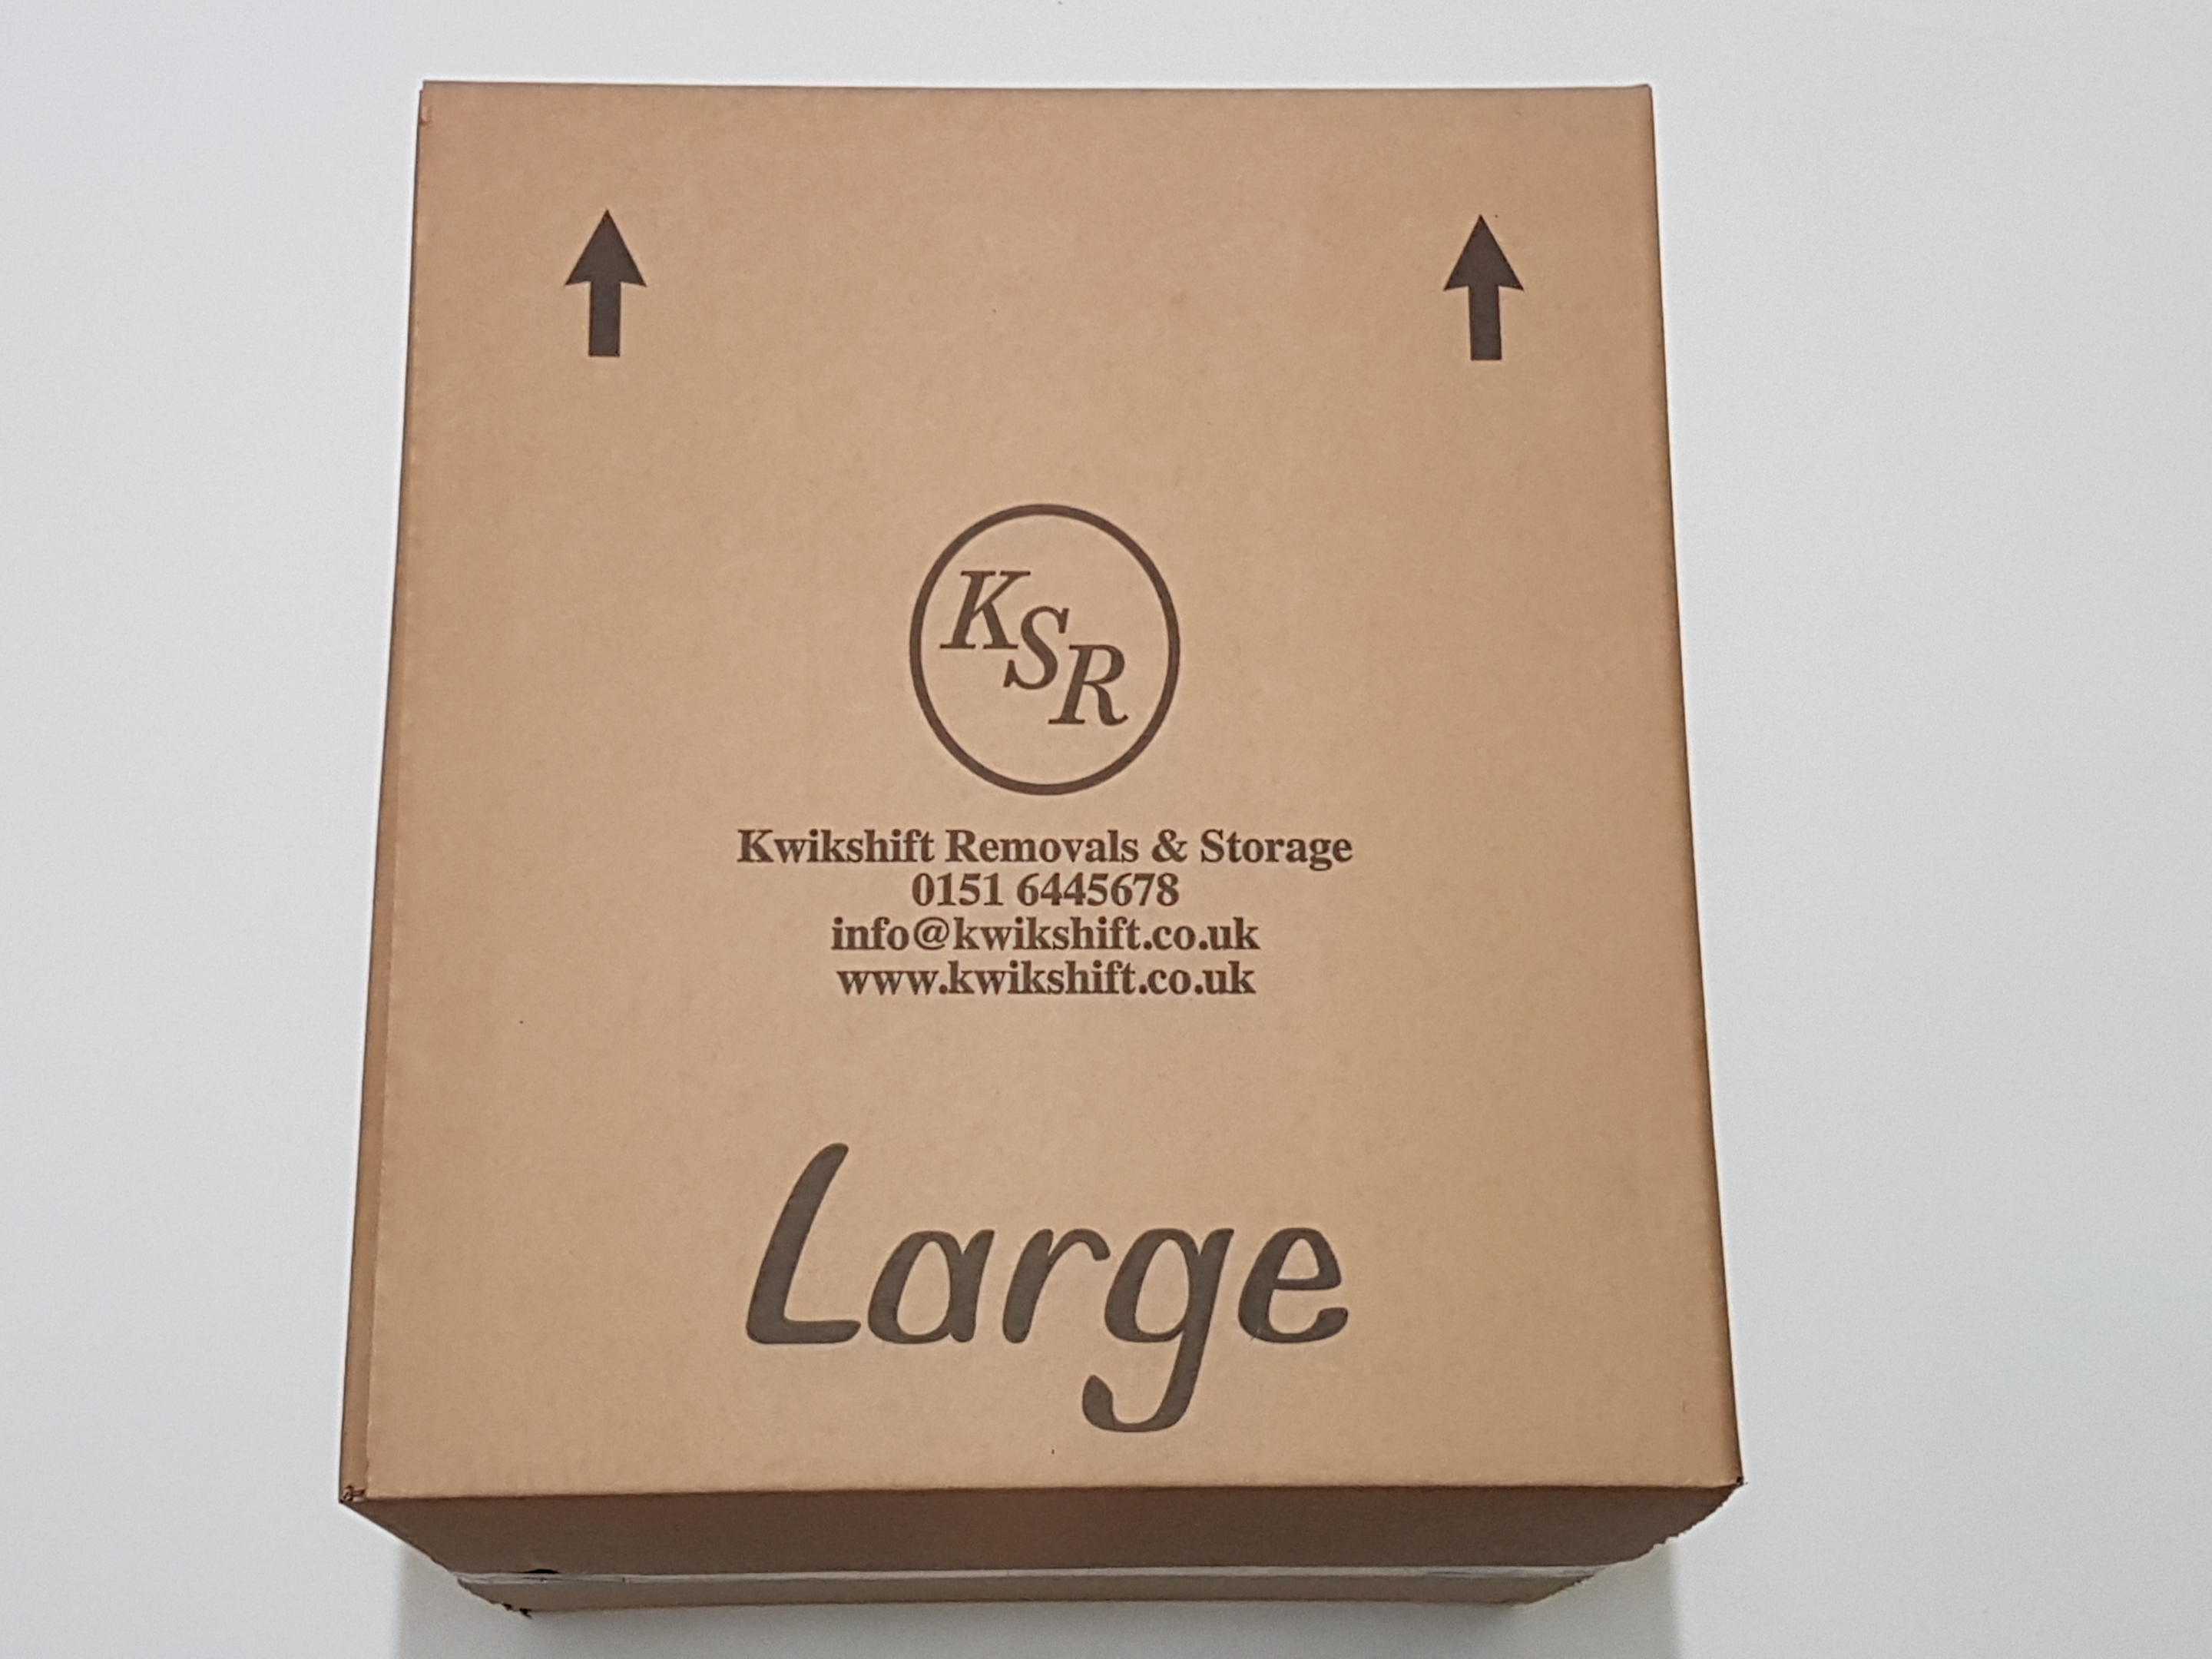 KSR
Kwikshift Removals & Storage
0151 6445678
info@kwikshift.co.uk
www.kwikshift.co.uk
Large